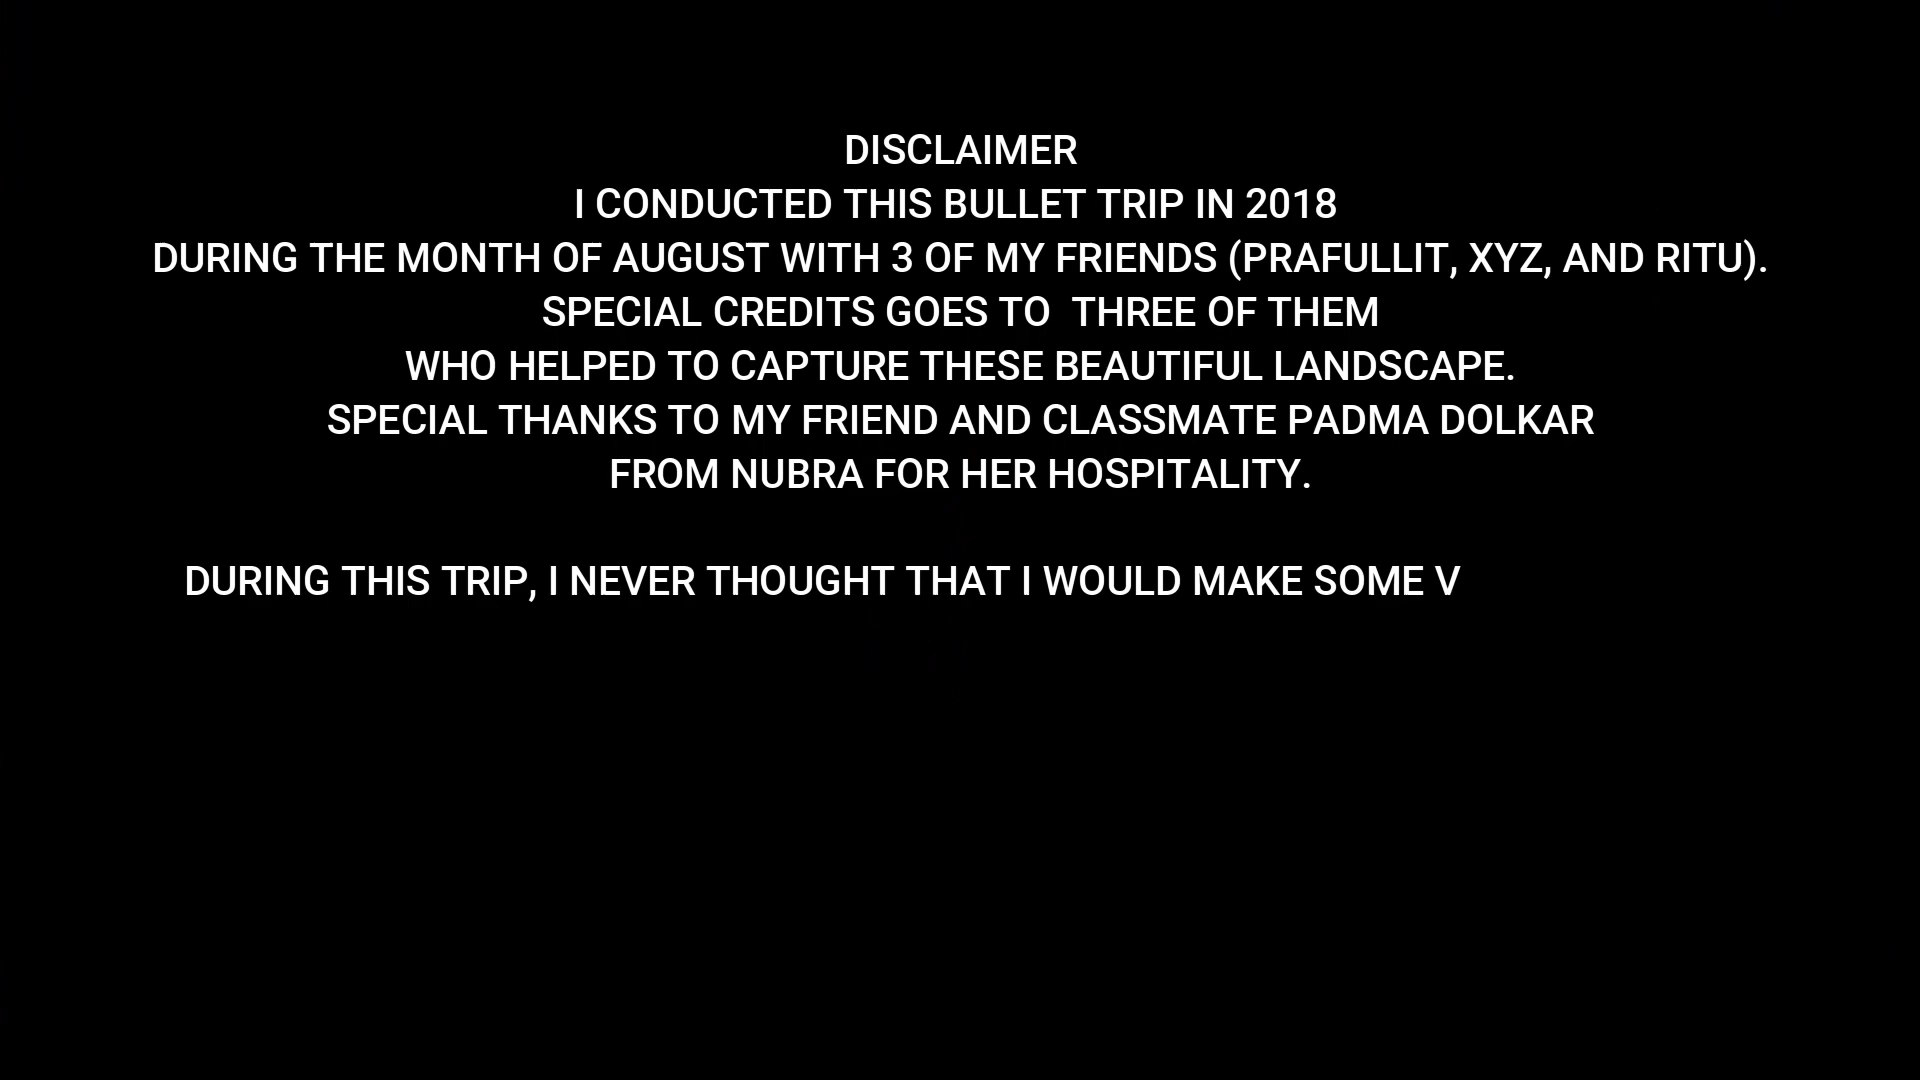 DISCLAIMER
I CONDUCTED THIS BULLET TRIP IN 2018
DURING THE MONTH OF AUGUST WITH 3 OF MY FRIENDS (PRAFULLIT, XYZ, AND RITU).
SPECIAL CREDITS GOES TO  THREE OF THEM
WHO HELPED TO CAPTURE THESE BEAUTIFUL LANDSCAPE.
SPECIAL THANKS TO MY FRIEND AND CLASSMATE PADMA DOLKAR
FROM NUBRA FOR HER HOSPITALITY.
DURING THIS TRIP, I NEVER THOUGHT THAT I WOULD MAKE SOME V